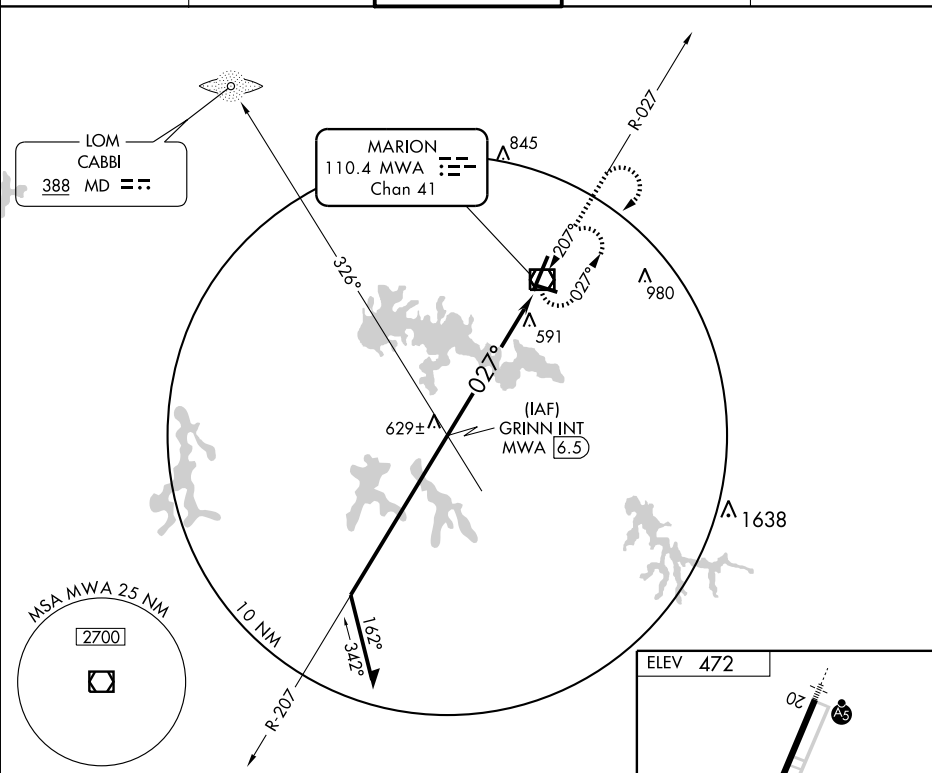 LOM
CABBI
388 MD
MARION
110.4 MWA
Chan 41
845
R-027
207°
027°
980
591
326°
027°
629±
(IAF)
GRINN INT
MWA 6.5
1638
MSA MWA 25 NM
2700
10 NM
162°
342°
R-207
ELEV 472
20
A5